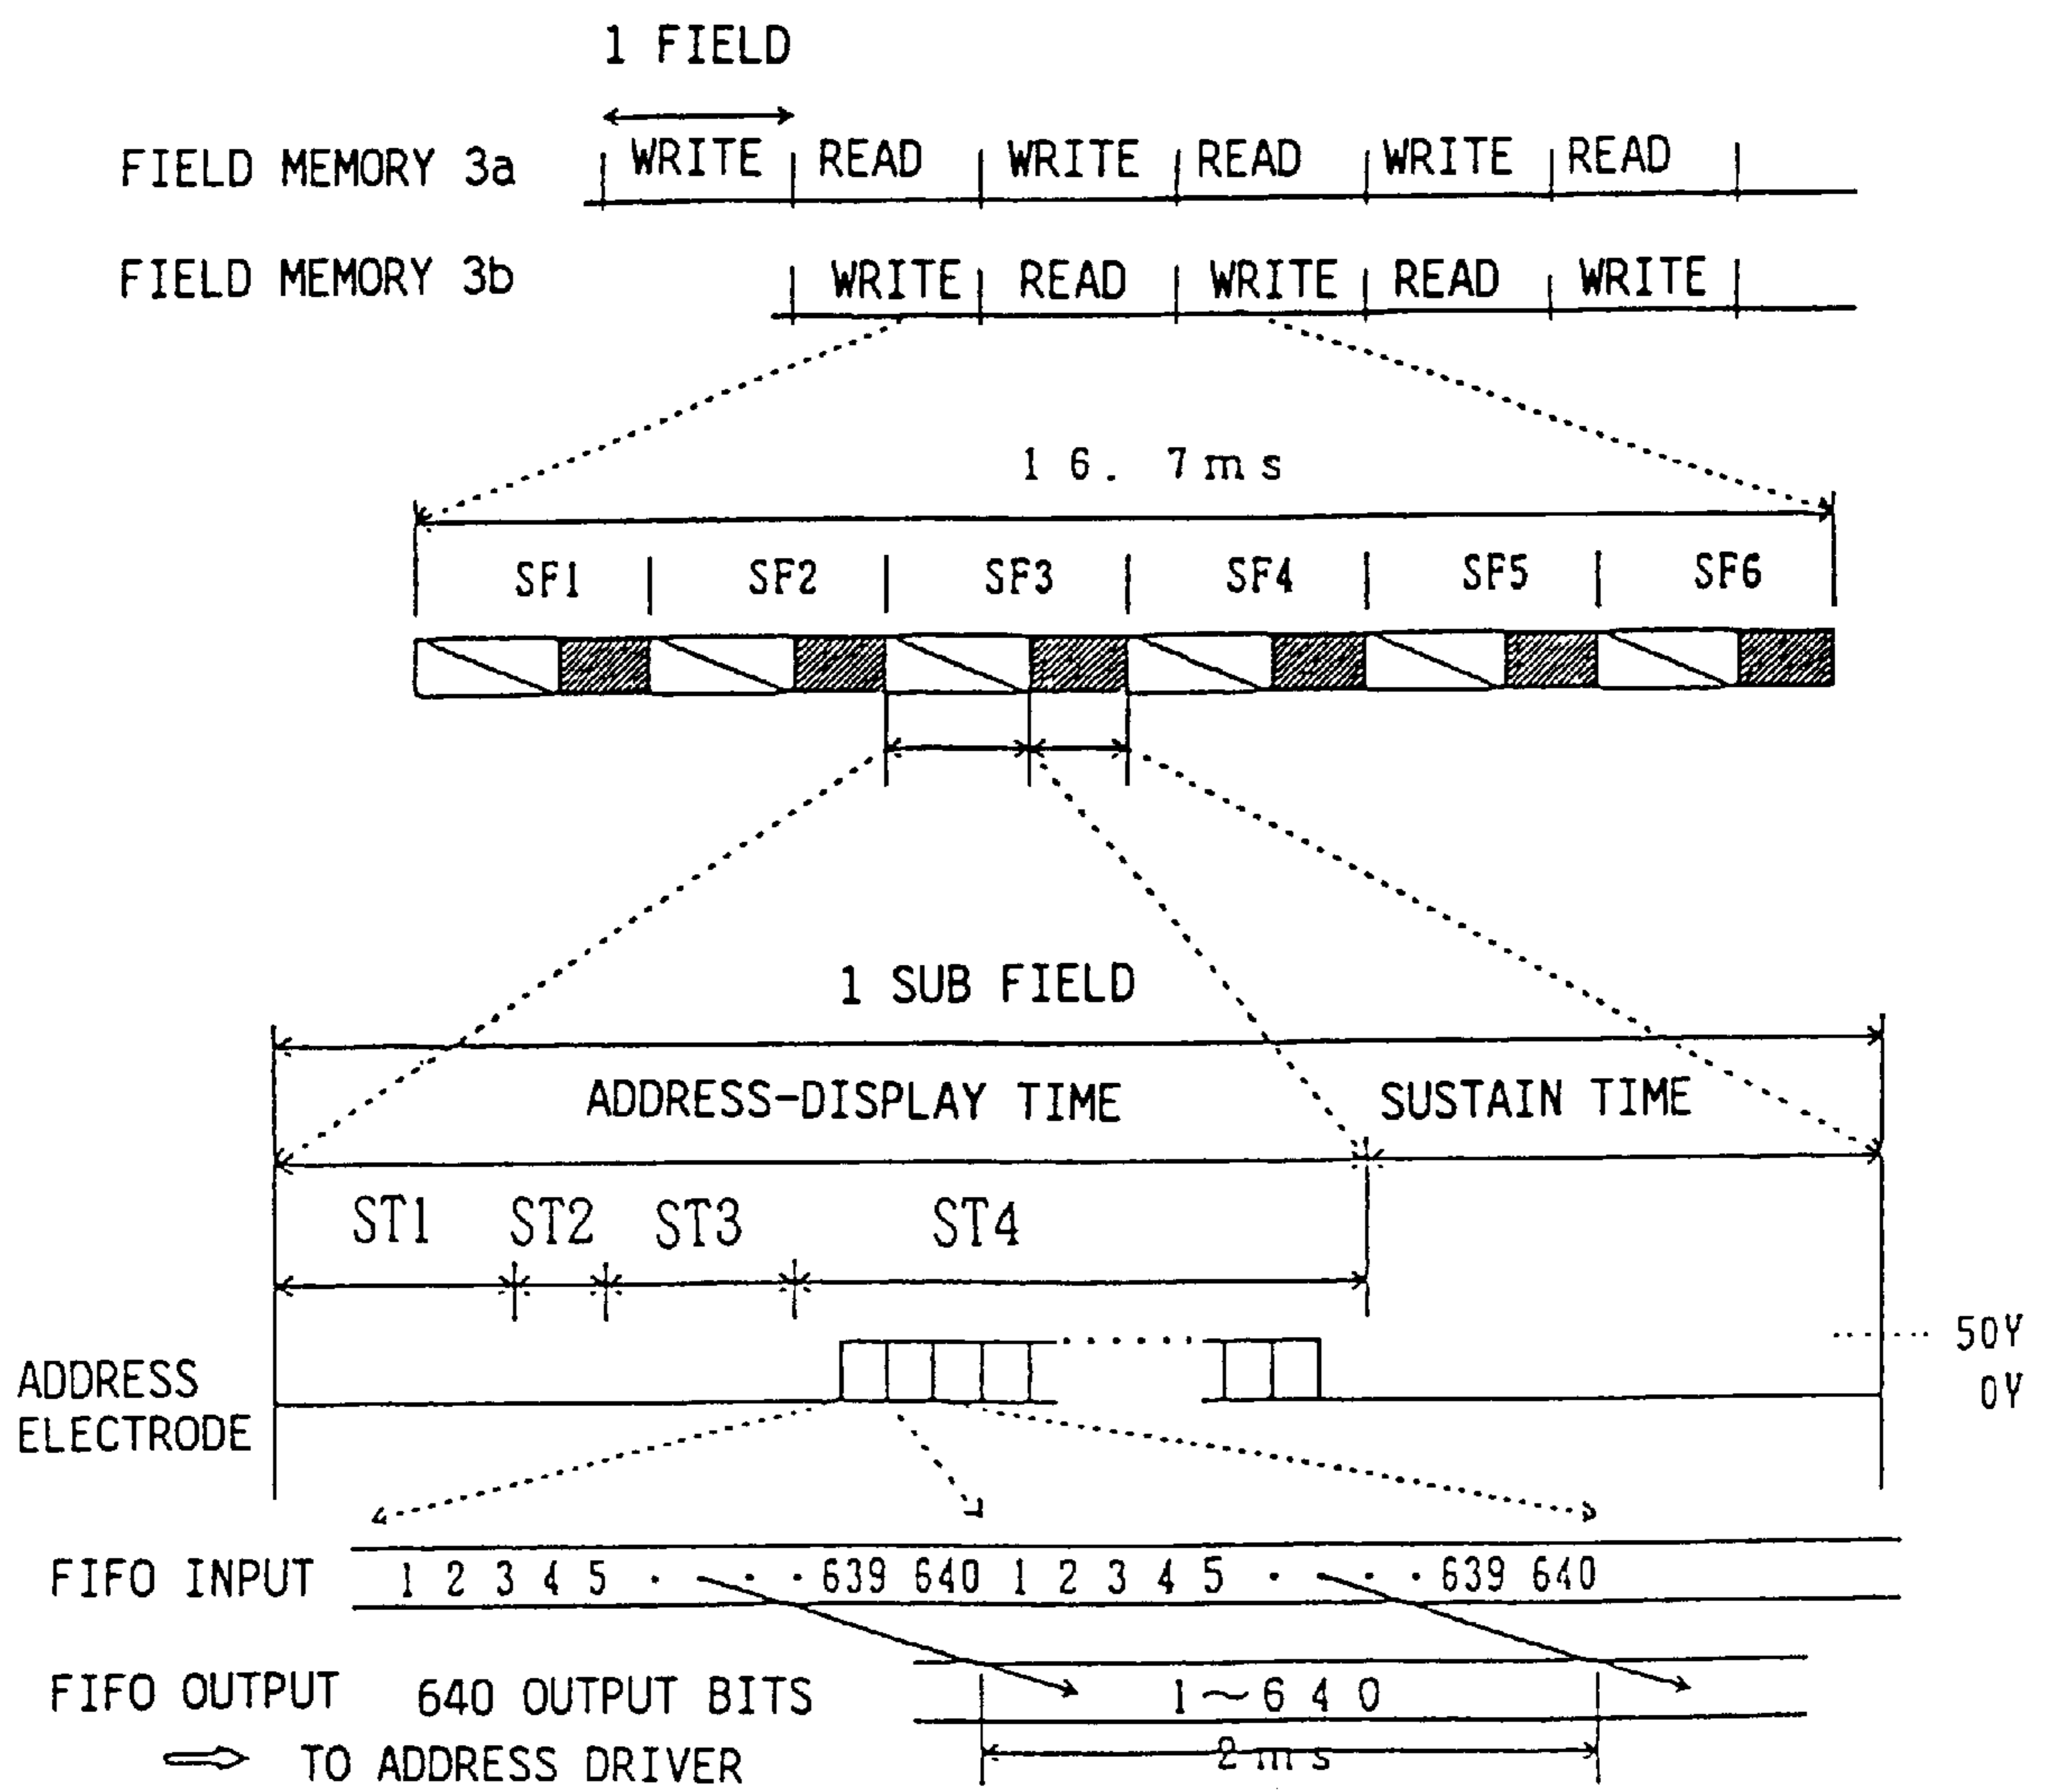 1 FIELD
FIELD MEMORY 3a WRITE READ WRITE READ WRITE READ
FIELD MEMORY 3b WRITE READ WRITE READ WRITE
16.7ms
SF1 SF2 SF3 SF4 SF5 SF6
1 SUB FIELD
ADDRESS-DISPLAY TIME SUSTAIN TIME
ST1 ST2 ST3 ST4
50Y
0Y
ADDRESS
ELECTRODE
FIFO INPUT 1 2 3 4 5 · · · 639 640 1 2 3 4 5 · · · 639 640
FIFO OUTPUT 640 OUTPUT BITS 1~640
⇒ TO ADDRESS DRIVER 2ms